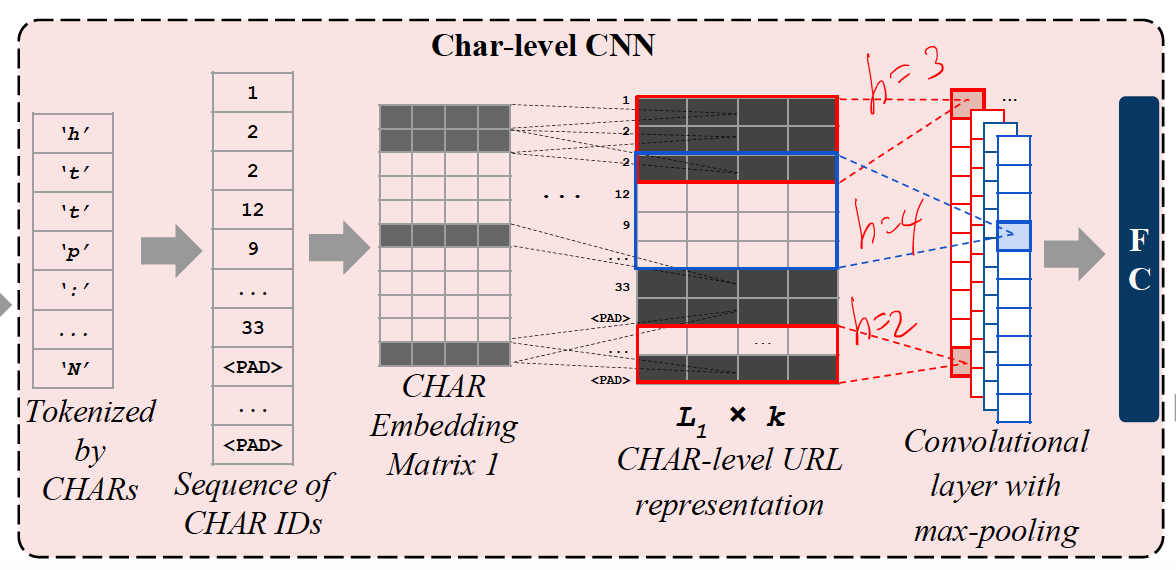 Char-level CNN
'h'
't'
't'
'p'
':'
...
'N'
Tokenized
by
CHARs
1
2
2
12
9
...
33
<PAD>
...
<PAD>
Sequence of
CHAR IDs
CHAR
Embedding
Matrix 1
...
1
2
2
12
9
...
33
<PAD>
...
<PAD>
...
L1 × k
CHAR-level URL
representation
h=3
h=4
h=2
...
Convolutional
layer with
max-pooling
F
C